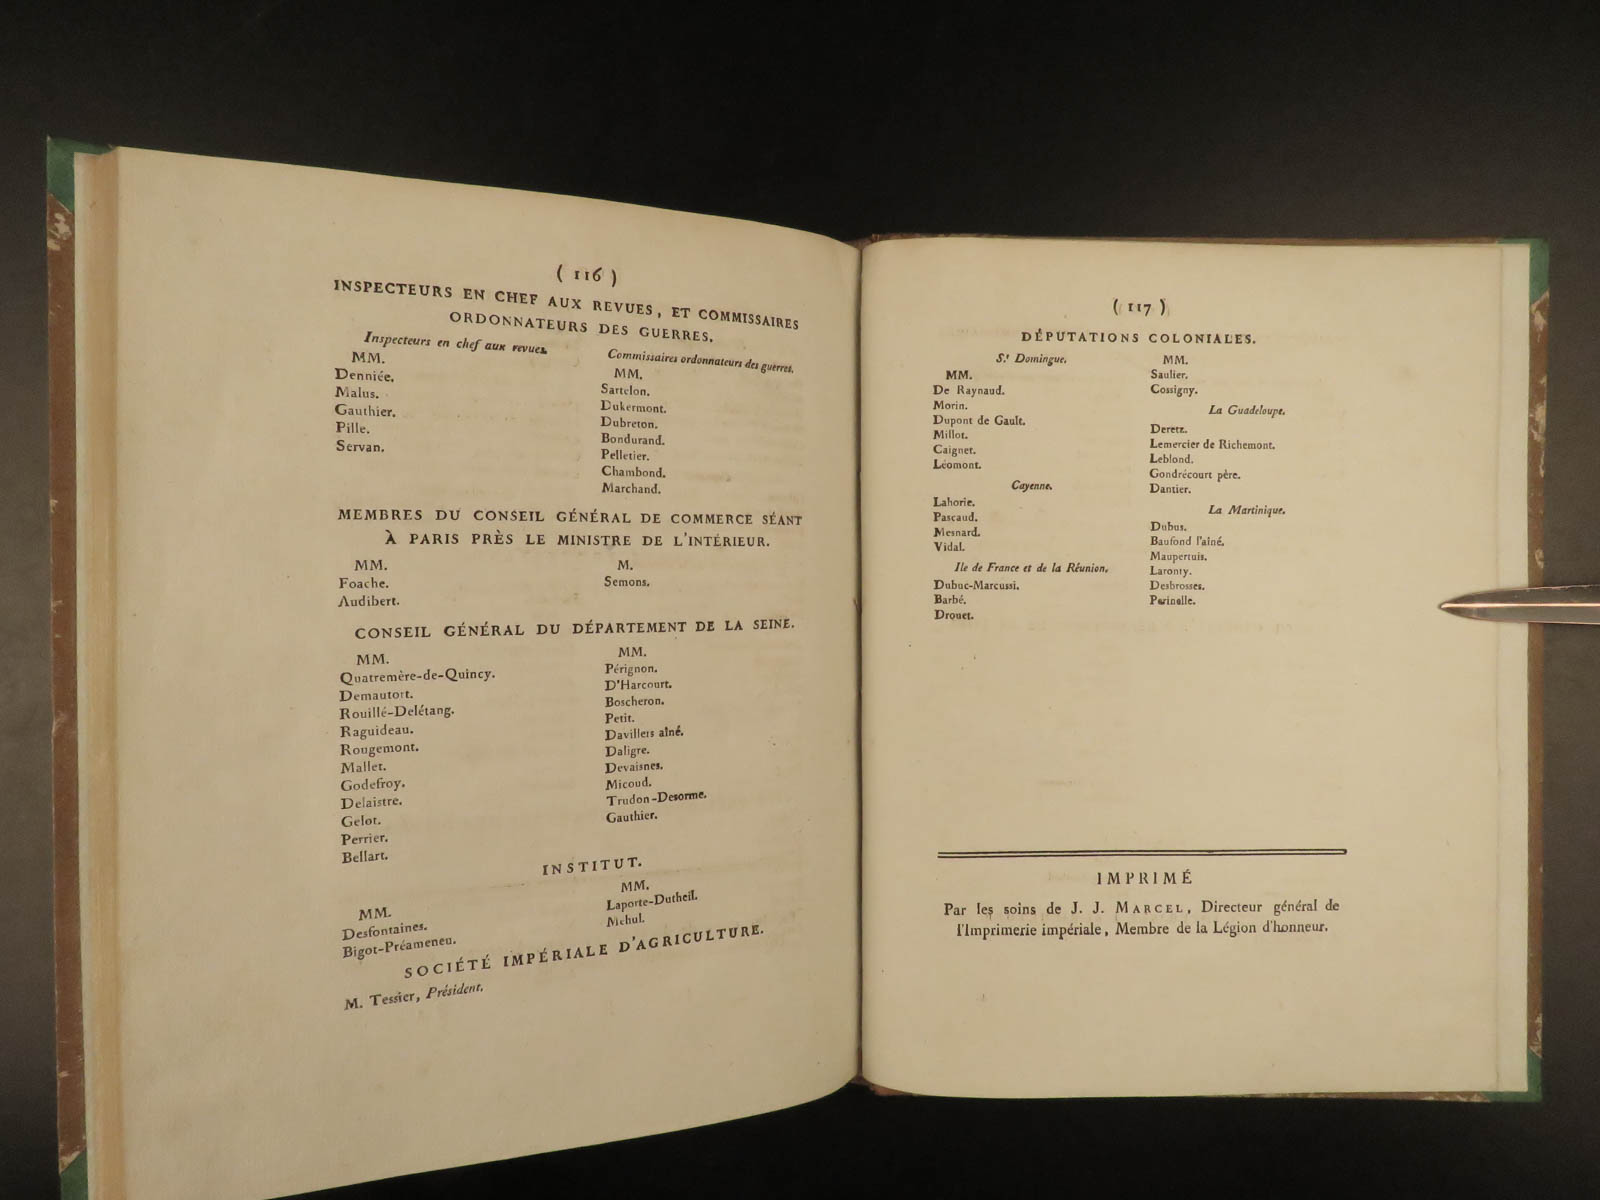 ( 116 )
INSPECTEURS EN CHEF AUX REVUES, ET COMMISSAIRES
ORDONNATEURS DES GUERRES.
Inspecteurs en chef aux revues.
MM.
Denniée.
Malus.
Gauthier.
Pille.
Servan.
Commissaires ordonnateurs des guerres.
MM.
Sartelon.
Dukermont.
Dubreton.
Bondurand.
Pelletier.
Chambond.
Marchand.
MEMBRES DU CONSEIL GÉNÉRAL DE COMMERCE SÉANT
À PARIS PRÈS LE MINISTRE DE L'INTÉRIEUR.
MM.
Foache.
Audibert.
M.
Semons.
CONSEIL GÉNÉRAL DU DÉPARTEMENT DE LA SEINE.
MM.
Quatremère-de-Quincy.
Demautort.
Rouillé-Delétang.
Raguideau.
Rougemont.
Mallet.
Godefroy.
Delaistre.
Gelot.
Perrier.
Bellart.
MM.
Pérignon.
D'Harcourt.
Boscheron.
Petit.
Davillers aîné.
Daligre.
Devaisnes.
Micoud.
Trudon-Desorme.
Gauthier.
INSTITUT.
MM.
Desfontaines.
Bigot-Préameneu.
MM.
Laporte-Dutheil.
Méhul.
SOCIÉTÉ IMPÉRIALE D'AGRICULTURE.
M. Tessier, Président.
( 117 )
DÉPUTATIONS COLONIALES.
S.t Domingue.
MM.
De Raynaud.
Morin.
Dupont de Gault.
Millot.
Caignet.
Léomont.
Cayenne.
Lahorie.
Pascaud.
Mesnard.
Vidal.
Ile de France et de la Réunion.
Dubuc-Marcussi.
Barbé.
Drouet.
MM.
Saulier.
Cossigny.
La Guadeloupe.
Deretz.
Lemercier de Richemont.
Leblond.
Gondrécourt père.
Dantier.
La Martinique.
Dubus.
Baufond l'aîné.
Maupertuis.
Laronty.
Desbrosses.
Perinelle.
IMPRIMÉ
Par les soins de J. J. MARCEL, Directeur général de
l'Imprimerie impériale, Membre de la Légion d'honneur.